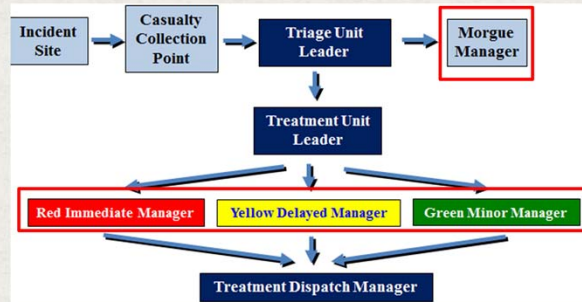 Incident
Site
Casualty
Collection
Point
Triage Unit
Leader
Morgue
Manager
Treatment Unit
Leader
Red Immediate Manager
Yellow Delayed Manager
Green Minor Manager
Treatment Dispatch Manager